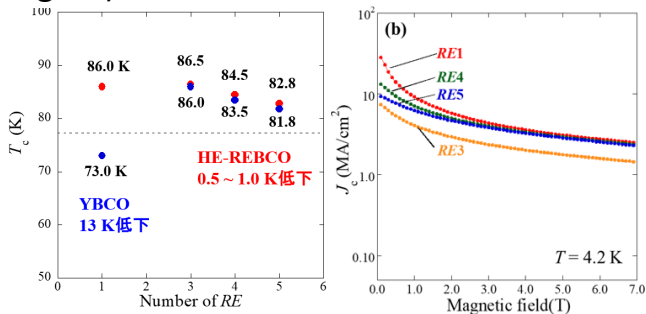 100
90
80
70
60
50
T_c (K)
86.0 K
86.5
86.0
84.5
83.5
82.8
81.8
73.0 K
HE-REBCO
0.5 ~ 1.0 K低下
YBCO
13 K低下
0 1 2 3 4 5 6
Number of RE
(b)
100
10
1.0
0.10
J_c (MA/cm²)
RE1
RE4
RE5
RE3
T = 4.2 K
0.0 1.0 2.0 3.0 4.0 5.0 6.0 7.0
Magnetic field(T)